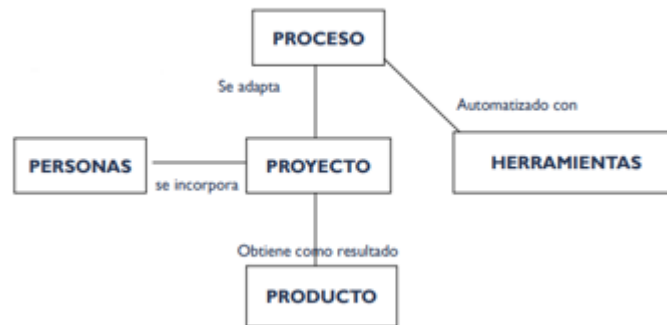 PROCESO
Se adapta
Automatizado con
PERSONAS
se incorpora
PROYECTO
HERRAMIENTAS
Obtiene como resultado
PRODUCTO